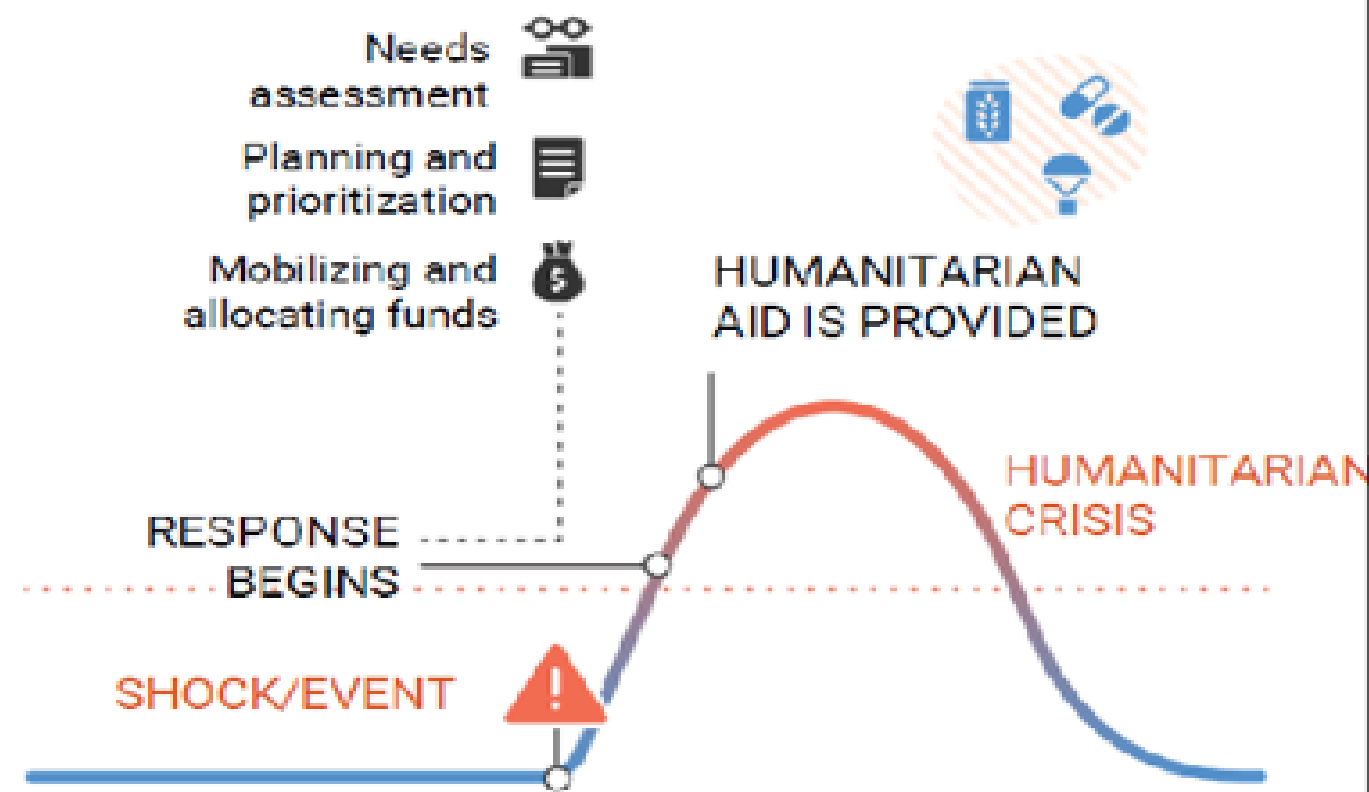 Needs
assessment
Planning and
prioritization
Mobilizing and
allocating funds
$
HUMANITARIAN
AID IS PROVIDED
HUMANITARIAN
CRISIS
RESPONSE
BEGINS
SHOCK/EVENT
!